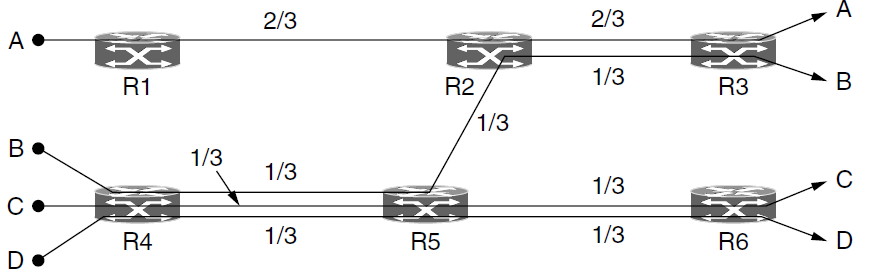 A 2/3 2/3 A
R1 R2 1/3 R3 B
1/3
B 1/3 1/3
C 1/3 C
R4 1/3 R5 1/3 R6 D
D